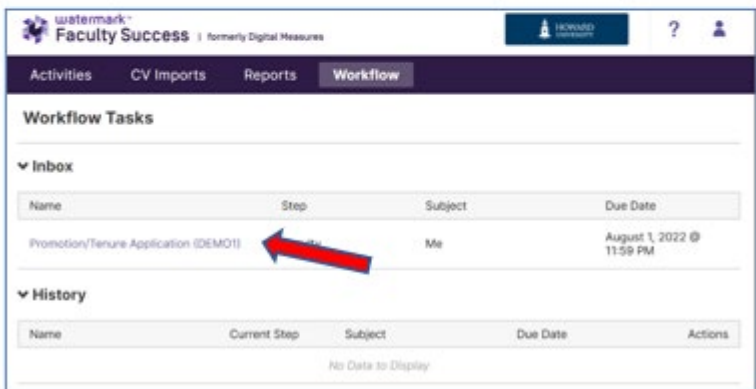 watermark
Faculty Success | formerly Digital Measures
HOWARD
UNIVERSITY
?
Activities CV Imports Reports Workflow
Workflow Tasks
Inbox
Name Step Subject Due Date
Promotion/Tenure Application (DEMO1) Me August 1, 2022 @
11:59 PM
History
Name Current Step Subject Due Date Actions
No Data to Display